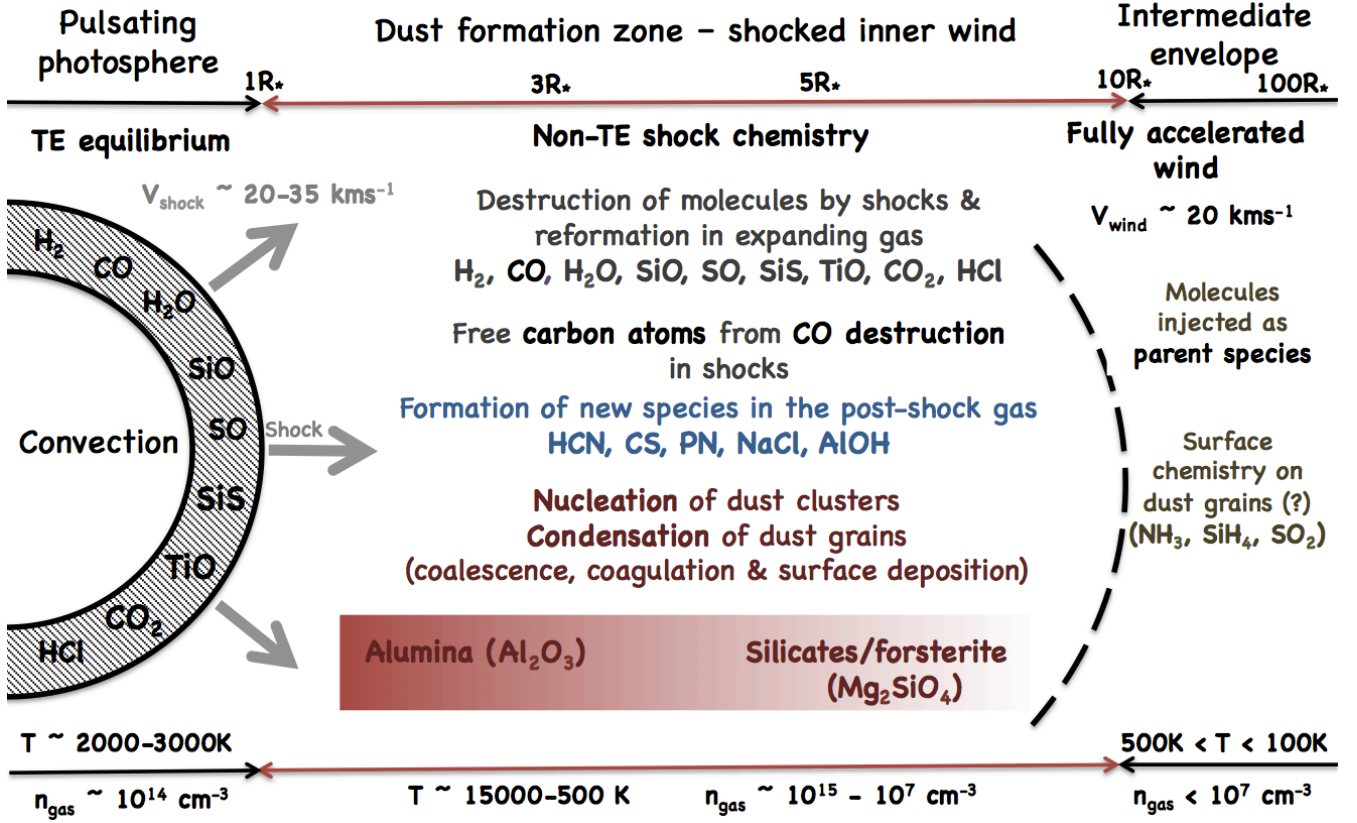 Pulsating
photosphere
Dust formation zone – shocked inner wind
Intermediate
envelope
1R*
3R*
5R*
10R*
100R*
TE equilibrium
Non-TE shock chemistry
Fully accelerated
wind
V_shock ~ 20-35 kms⁻¹
V_wind ~ 20 kms⁻¹
Destruction of molecules by shocks &
reformation in expanding gas
H₂, CO, H₂O, SiO, SO, SiS, TiO, CO₂, HCl
H₂
CO
H₂O
SiO
SO
SiS
TiO
CO₂
HCl
Convection
Shock
Free carbon atoms from CO destruction
in shocks
Formation of new species in the post-shock gas
HCN, CS, PN, NaCl, AlOH
Nucleation of dust clusters
Condensation of dust grains
(coalescence, coagulation & surface deposition)
Alumina (Al₂O₃)
Silicates/forsterite
(Mg₂SiO₄)
Molecules
injected as
parent species
Surface
chemistry on
dust grains (?)
(NH₃, SiH₄, SO₂)
T ~ 2000-3000K
n_gas ~ 10¹⁴ cm⁻³
T ~ 15000-500 K
n_gas ~ 10¹⁵ - 10⁷ cm⁻³
500K < T < 100K
n_gas < 10⁷ cm⁻³